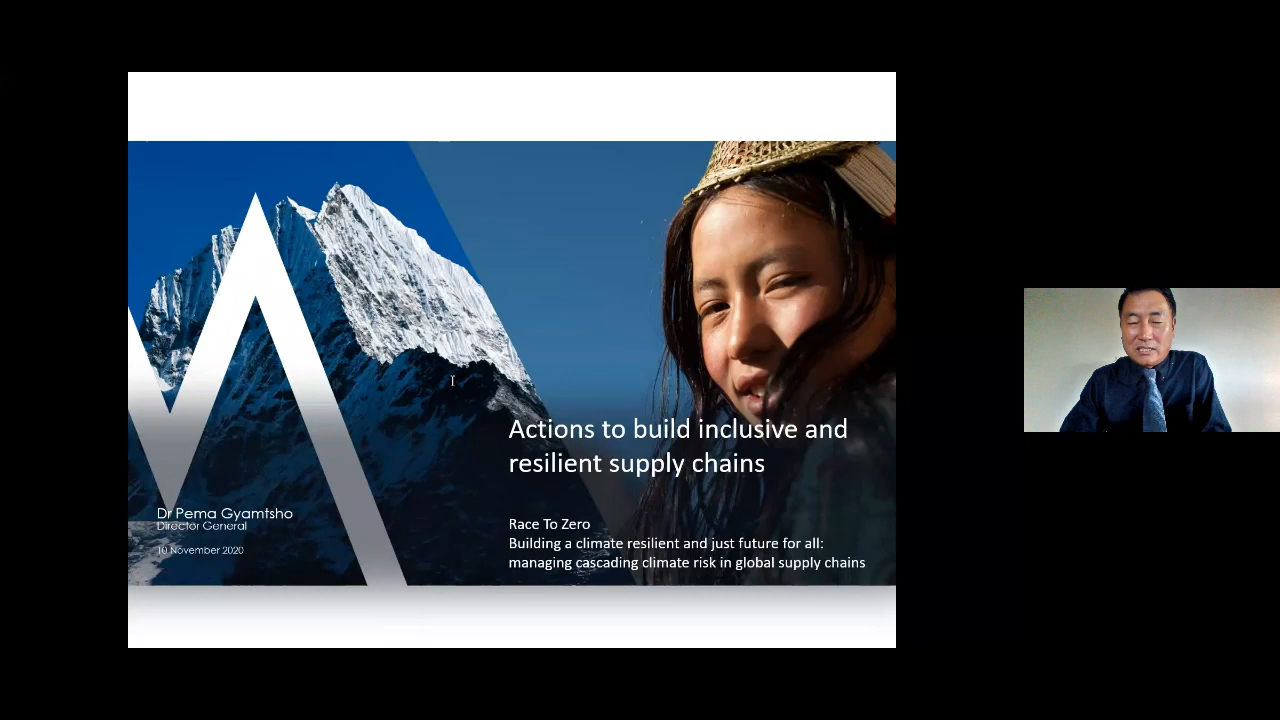 Actions to build inclusive and
resilient supply chains
Dr Pema Gyamtsho
Director General
10 November 2020
Race To Zero
Building a climate resilient and just future for all:
managing cascading climate risk in global supply chains